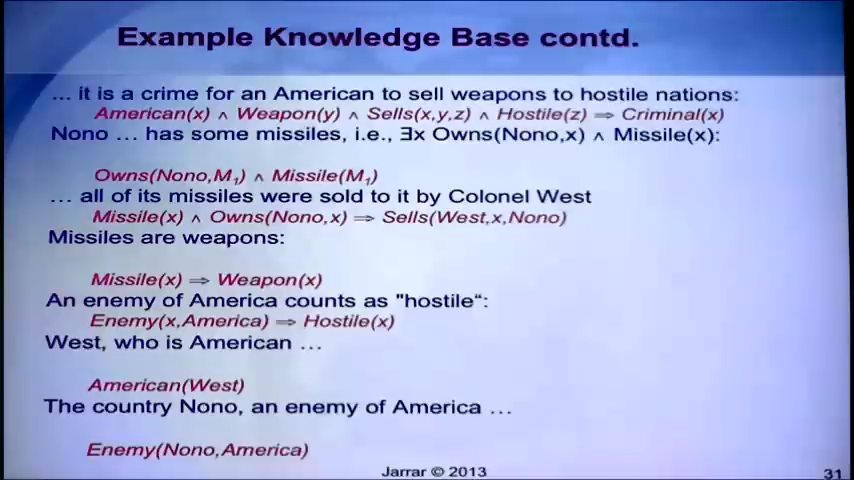 Example Knowledge Base contd.
… it is a crime for an American to sell weapons to hostile nations:
American(x) ∧ Weapon(y) ∧ Sells(x,y,z) ∧ Hostile(z) ⇒ Criminal(x)
Nono … has some missiles, i.e., ∃x Owns(Nono,x) ∧ Missile(x):
Owns(Nono,M₁) ∧ Missile(M₁)
… all of its missiles were sold to it by Colonel West
Missile(x) ∧ Owns(Nono,x) ⇒ Sells(West,x,Nono)
Missiles are weapons:
Missile(x) ⇒ Weapon(x)
An enemy of America counts as "hostile“:
Enemy(x,America) ⇒ Hostile(x)
West, who is American …
American(West)
The country Nono, an enemy of America …
Enemy(Nono,America)
Jarrar © 2013
31